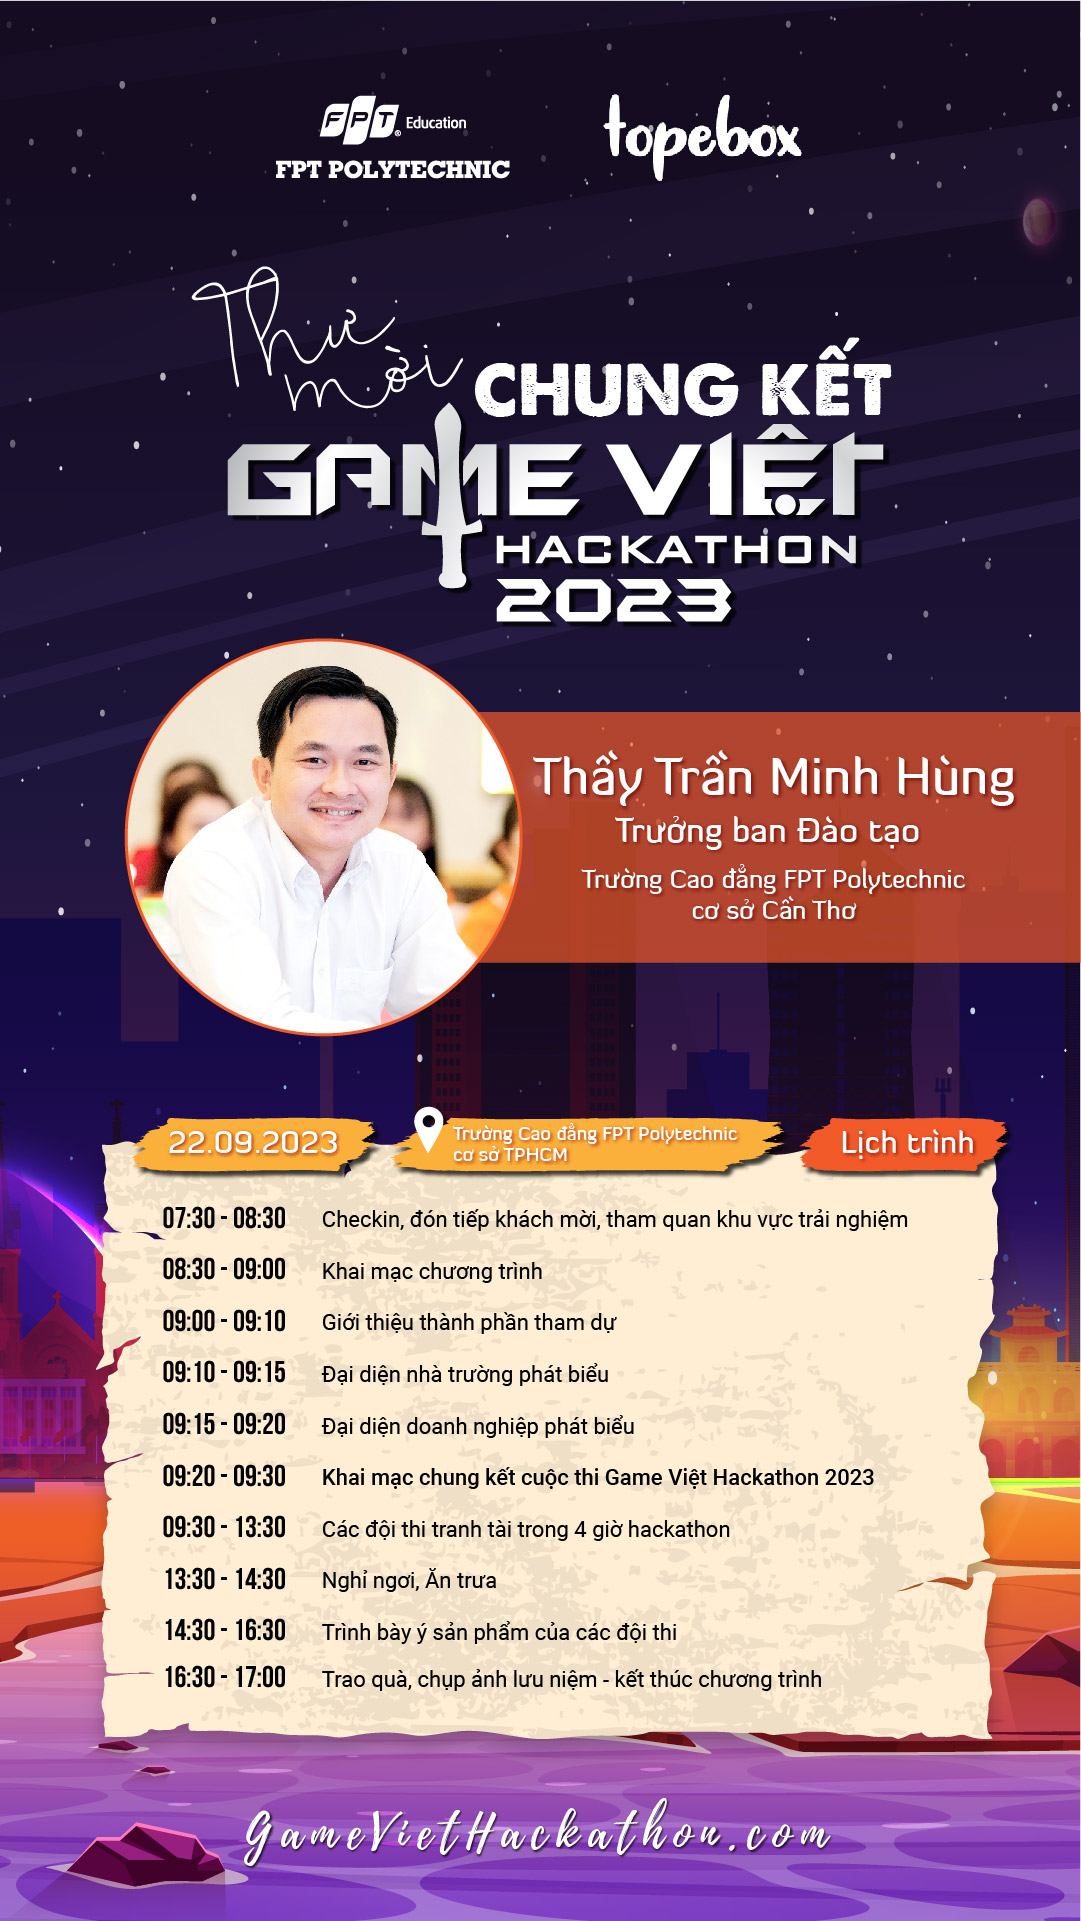 FPT Education
FPT POLYTECHNIC
topebox
Thư mời
CHUNG KẾT
GAME VIỆT
HACKATHON
2023
Thầy Trần Minh Hùng
Trưởng ban Đào tạo
Trường Cao đẳng FPT Polytechnic
cơ sở Cần Thơ
22.09.2023
Trường Cao đẳng FPT Polytechnic
cơ sở TPHCM
Lịch trình
07:30 - 08:30 Checkin, đón tiếp khách mời, tham quan khu vực trải nghiệm
08:30 - 09:00 Khai mạc chương trình
09:00 - 09:10 Giới thiệu thành phần tham dự
09:10 - 09:15 Đại diện nhà trường phát biểu
09:15 - 09:20 Đại diện doanh nghiệp phát biểu
09:20 - 09:30 Khai mạc chung kết cuộc thi Game Việt Hackathon 2023
09:30 - 13:30 Các đội thi tranh tài trong 4 giờ hackathon
13:30 - 14:30 Nghỉ ngơi, Ăn trưa
14:30 - 16:30 Trình bày ý sản phẩm của các đội thi
16:30 - 17:00 Trao quà, chụp ảnh lưu niệm - kết thúc chương trình
GameVietHackathon.com